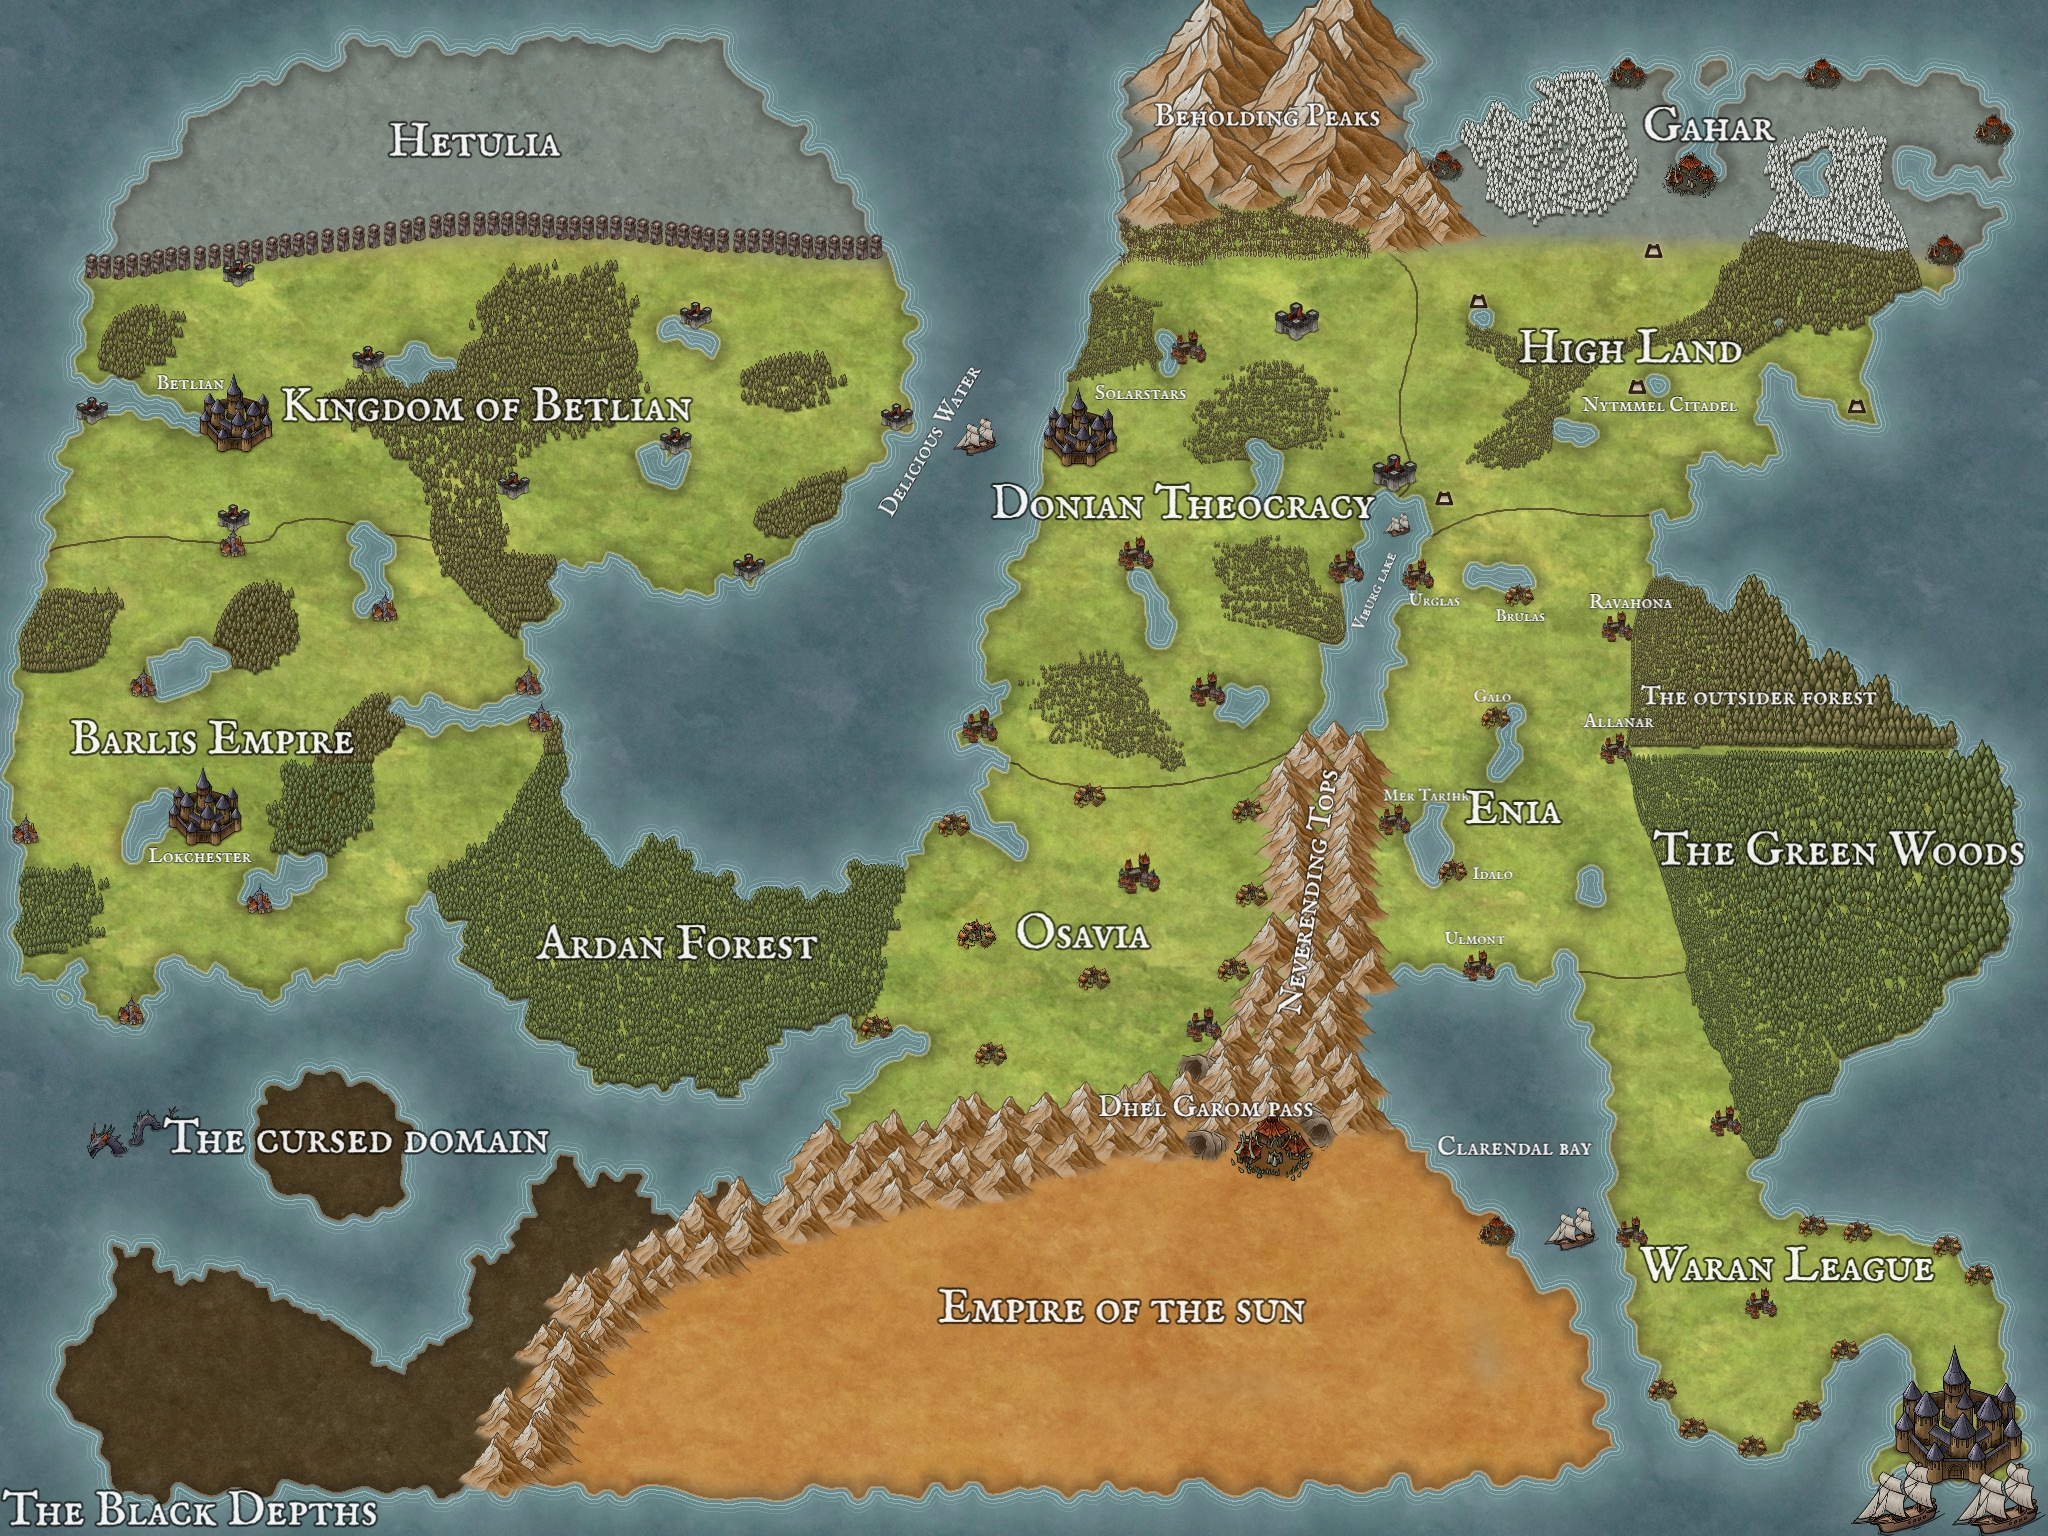 Beholding Peaks
Gahar
Hetulia
High Land
Betlian
Kingdom of Betlian
Solarstars
Nytmmel Citadel
Delicious Water
Donian Theocracy
Viburg lake
Urglas
Brulas
Ravahona
The outsider forest
Galo
Allanar
Barlis Empire
Neverending Tops
Mer Tarihr
Enia
The Green Woods
Lokchester
Idalo
Osavia
Ardan Forest
Ulmont
Dhel Garom pass
The cursed domain
Clarendal bay
Waran League
Empire of the sun
The Black Depths